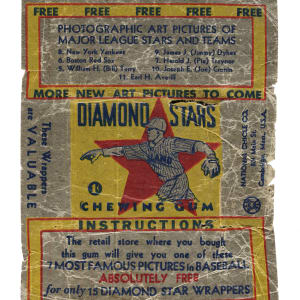 FREE FREE FREE FREE FREE
PHOTOGRAPHIC ART PICTURES OF
MAJOR LEAGUE STARS AND TEAMS
8. New York Yankees
6. Boston Red Sox
5. William H. (Bill) Terry
9. James J. (Jimmy) Dykes
7. Harold J. (Pie) Traynor
10. Joseph E. (Joe) Cronin
11. Earl H. Averill
MORE NEW ART PICTURES TO COME
These Wrappers
are VALUABLE
DIAMOND STARS
1¢
CHEWING GUM
NATIONAL CHICLE CO.
Main St.
Cambridge, Mass. U.S.A.
INSTRUCTIONS
The retail store where you bought
this gum will give you one of these
7 MOST FAMOUS PICTURES in BASEBALL
ABSOLUTELY FREE
for only 15 DIAMOND STAR WRAPPERS